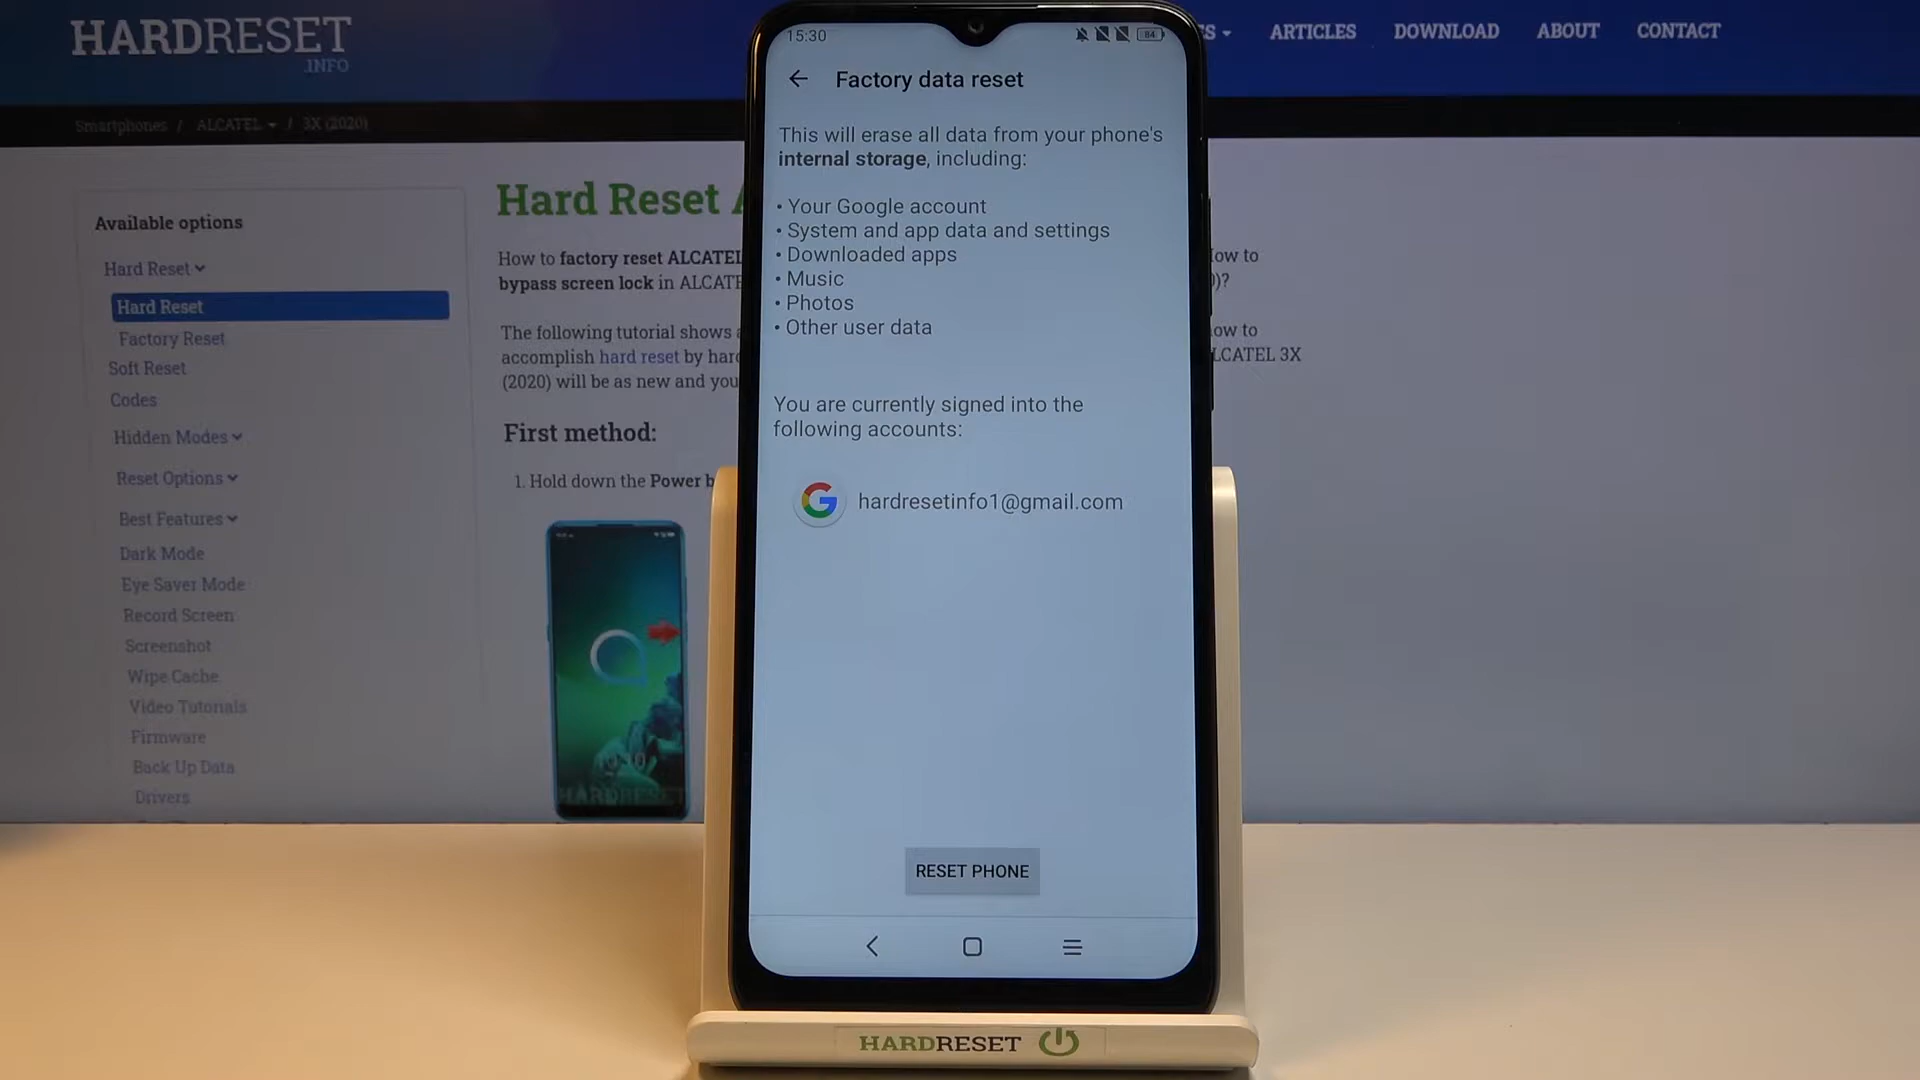 HARDRESET
.INFO
ARTICLES
DOWNLOAD
ABOUT
CONTACT
Smartphones / ALCATEL / 3X (2020)
Available options
Hard Reset
Hard Reset
Factory Reset
Soft Reset
Codes
Hidden Modes
Reset Options
Best Features
Dark Mode
Eye Saver Mode
Record Screen
Screenshot
Wipe Cache
Video Tutorials
Firmware
Back Up Data
Drivers
Hard Reset
How to factory reset ALCATEL
bypass screen lock in
The following tutorial shows
accomplish hard reset by
(2020) will be as new and you
First method:
1. Hold down the Power
to
)?
to
ALCATEL 3X
HARDRESET
15:30
84
Factory data reset
This will erase all data from your phone's
internal storage, including:
• Your Google account
• System and app data and settings
• Downloaded apps
• Music
• Photos
• Other user data
You are currently signed into the
following accounts:
hardresetinfo1@gmail.com
RESET PHONE
HARDRESET